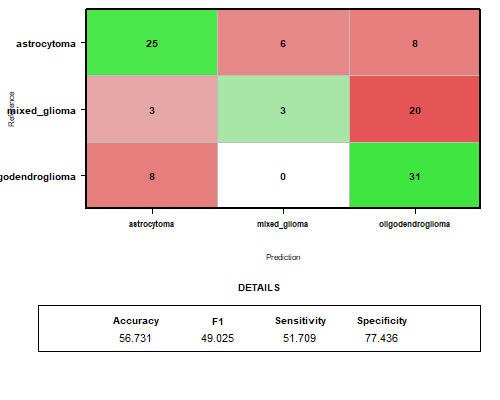 astrocytoma 25 6 8
Reference
mixed_glioma 3 3 20
godendroglioma 8 0 31
astrocytoma mixed_glioma oligodendroglioma
Prediction
DETAILS
Accuracy F1 Sensitivity Specificity
56.731 49.025 51.709 77.436